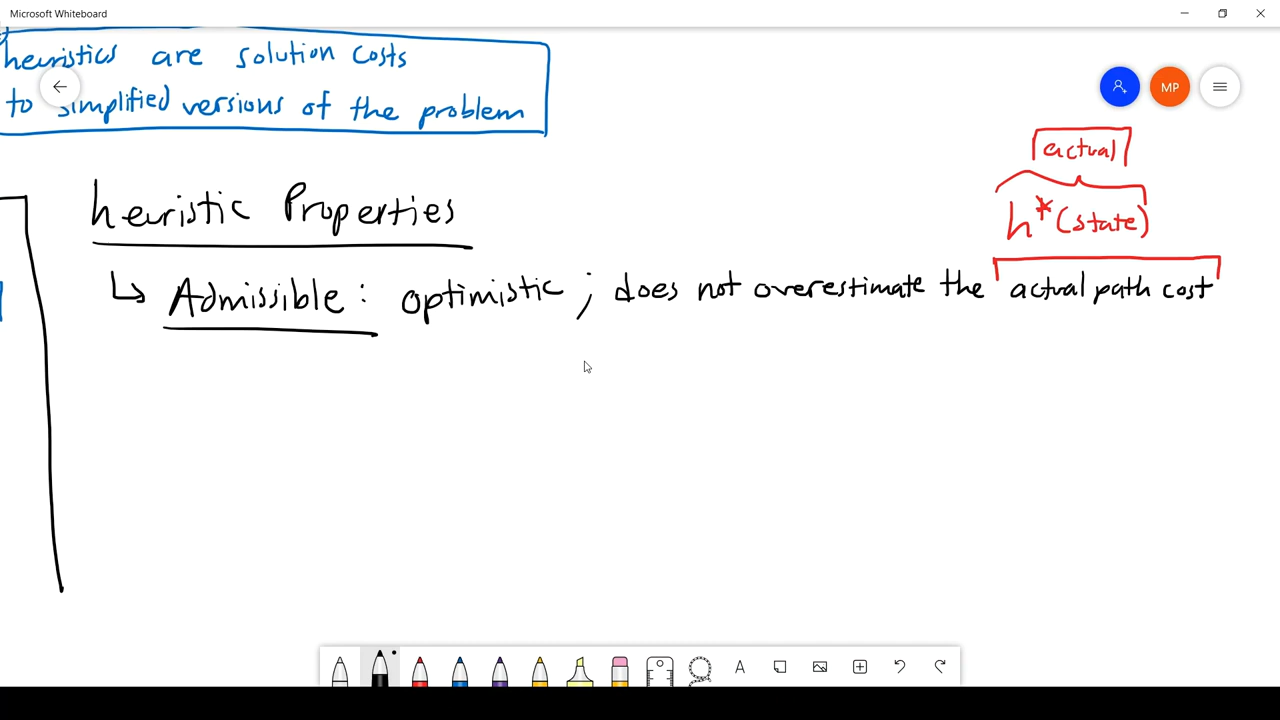 Microsoft Whiteboard
heuristics are solution costs
to simplified versions of the problem
MP
actual
h*(state)
heuristic Properties
↳ Admissible: optimistic; does not overestimate the actual path cost
A